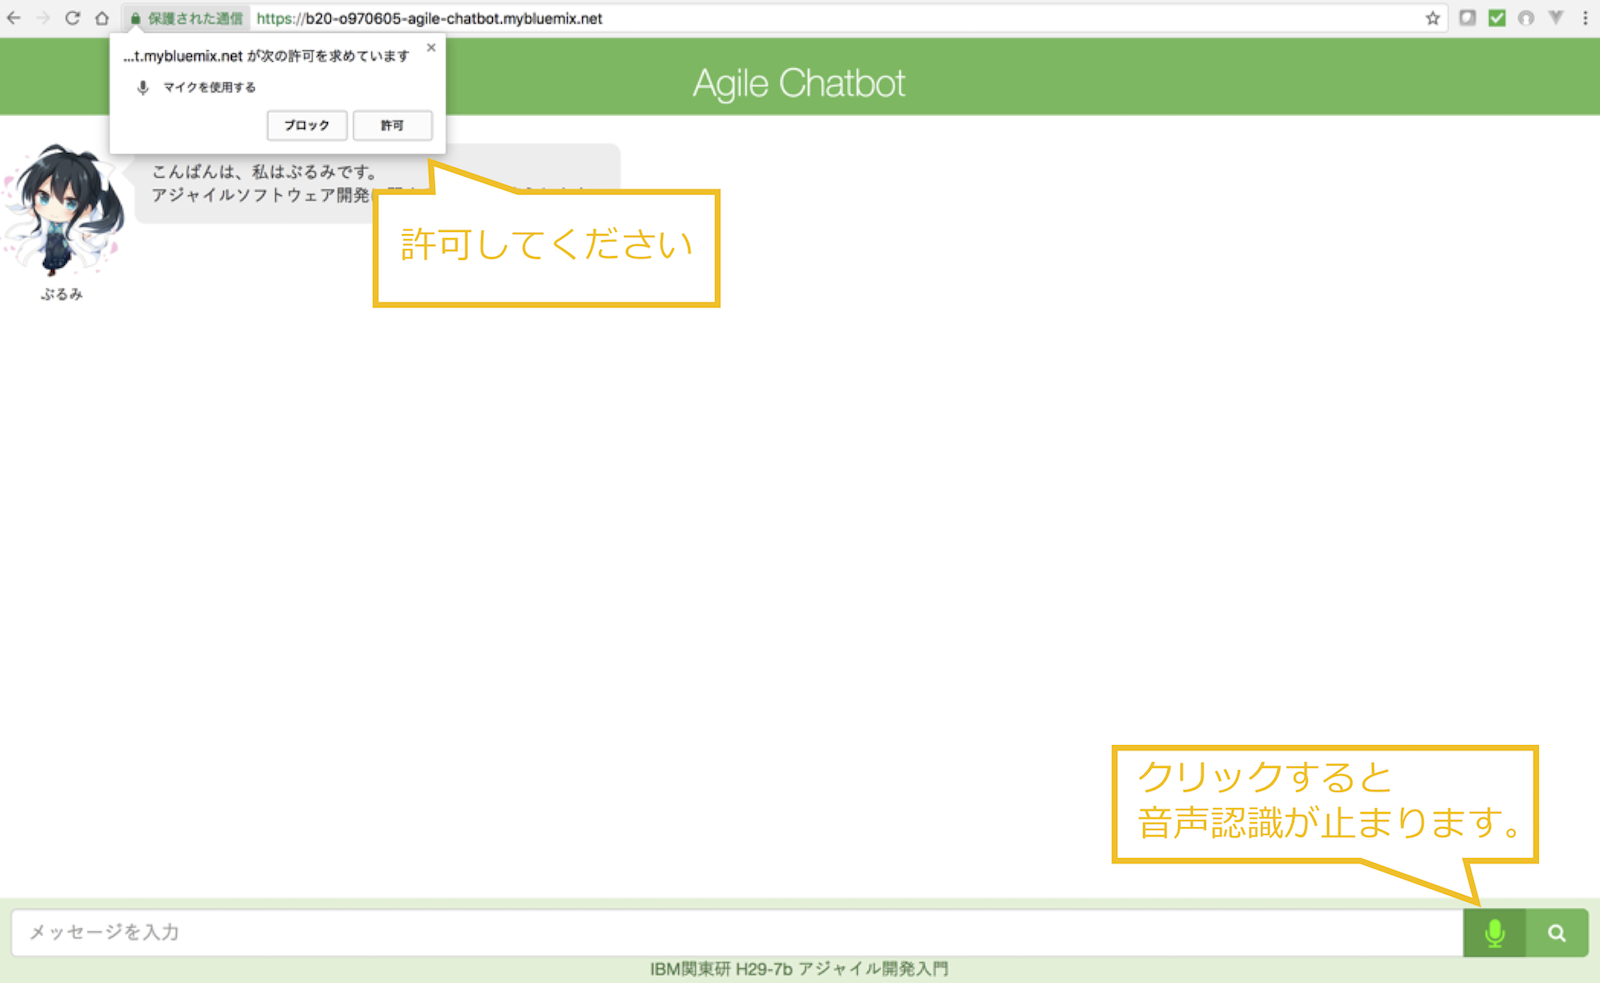 保護された通信 https://b20-o970605-agile-chatbot.mybluemix.net
...t.mybluemix.net が次の許可を求めています
マイクを使用する
ブロック 許可
Agile Chatbot
こんばんは、私はぶるみです。
アジャイルソフトウェア開発
ぶるみ
許可してください
クリックすると
音声認識が止まります。
メッセージを入力
IBM関東研 H29-7b アジャイル開発入門